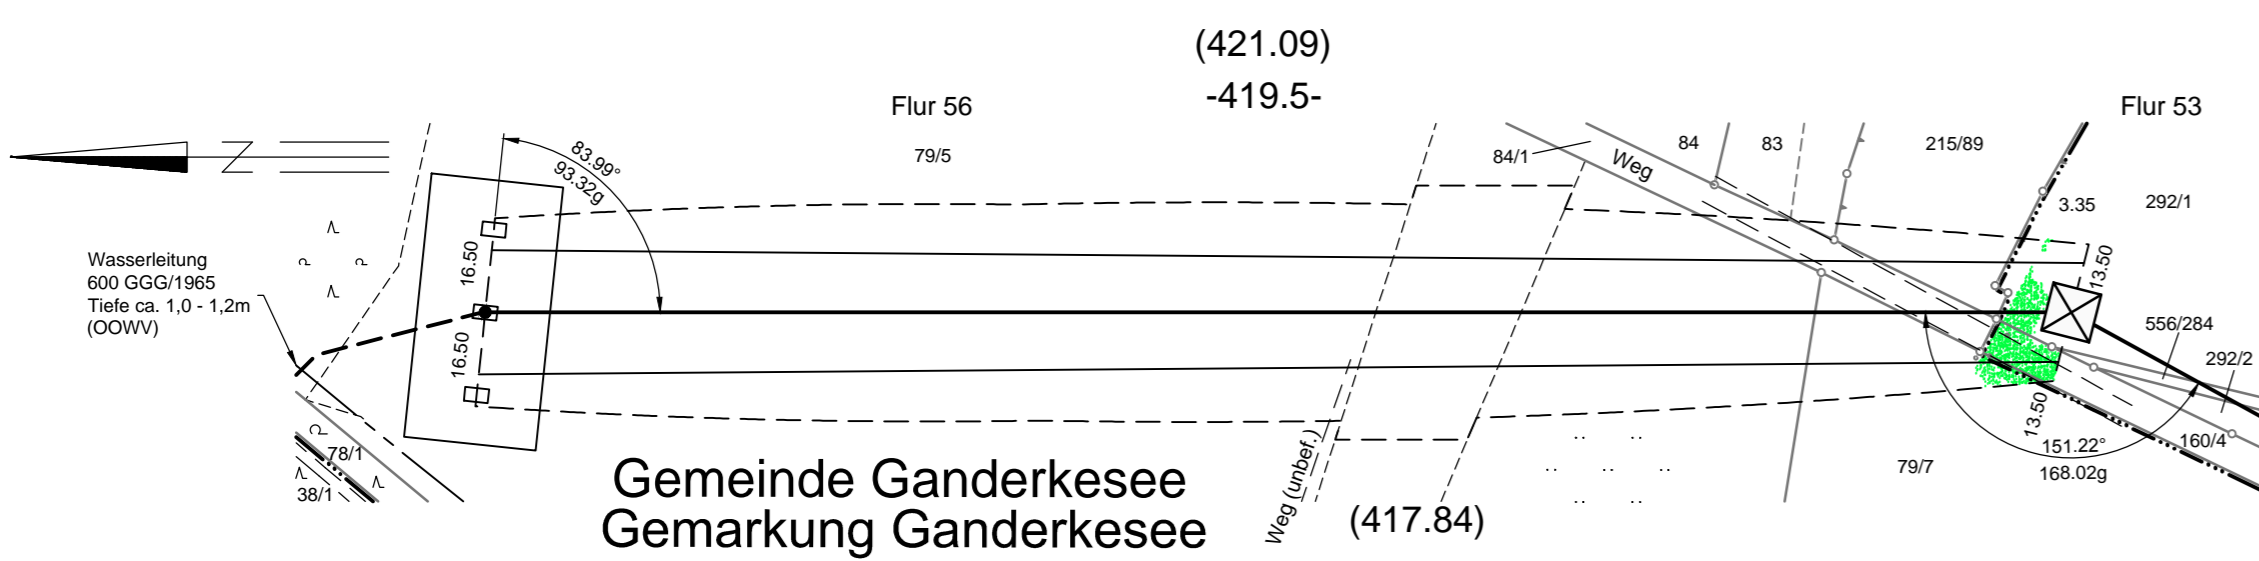 (421.09)
-419.5-
Flur 56
Flur 53
79/5
84/1
Weg
84
83
215/89
3.35
292/1
N
83.99°
93.32g
16.50
16.50
Wasserleitung
600 GGG/1965
Tiefe ca. 1,0 - 1,2m
(OOWV)
13.50
13.50
556/284
292/2
151.22°
168.02g
160/4
79/7
78/1
38/1
Gemeinde Ganderkesee
Gemarkung Ganderkesee
Weg (unbef.)
(417.84)